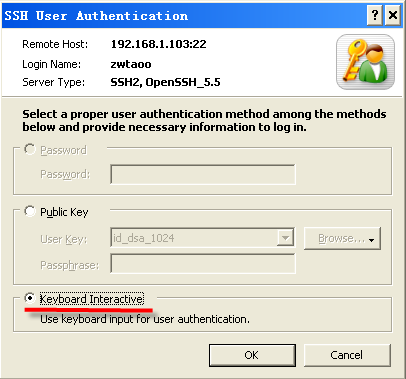 SSH User Authentication
Remote Host: 192.168.1.103:22
Login Name: zwtaoo
Server Type: SSH2, OpenSSH_5.5
Select a proper user authentication method among the methods
below and provide necessary information to log in.
Password
Password:
Public Key
User Key: id_dsa_1024 Browse...
Passphrase:
Keyboard Interactive
Use keyboard input for user authentication.
OK Cancel